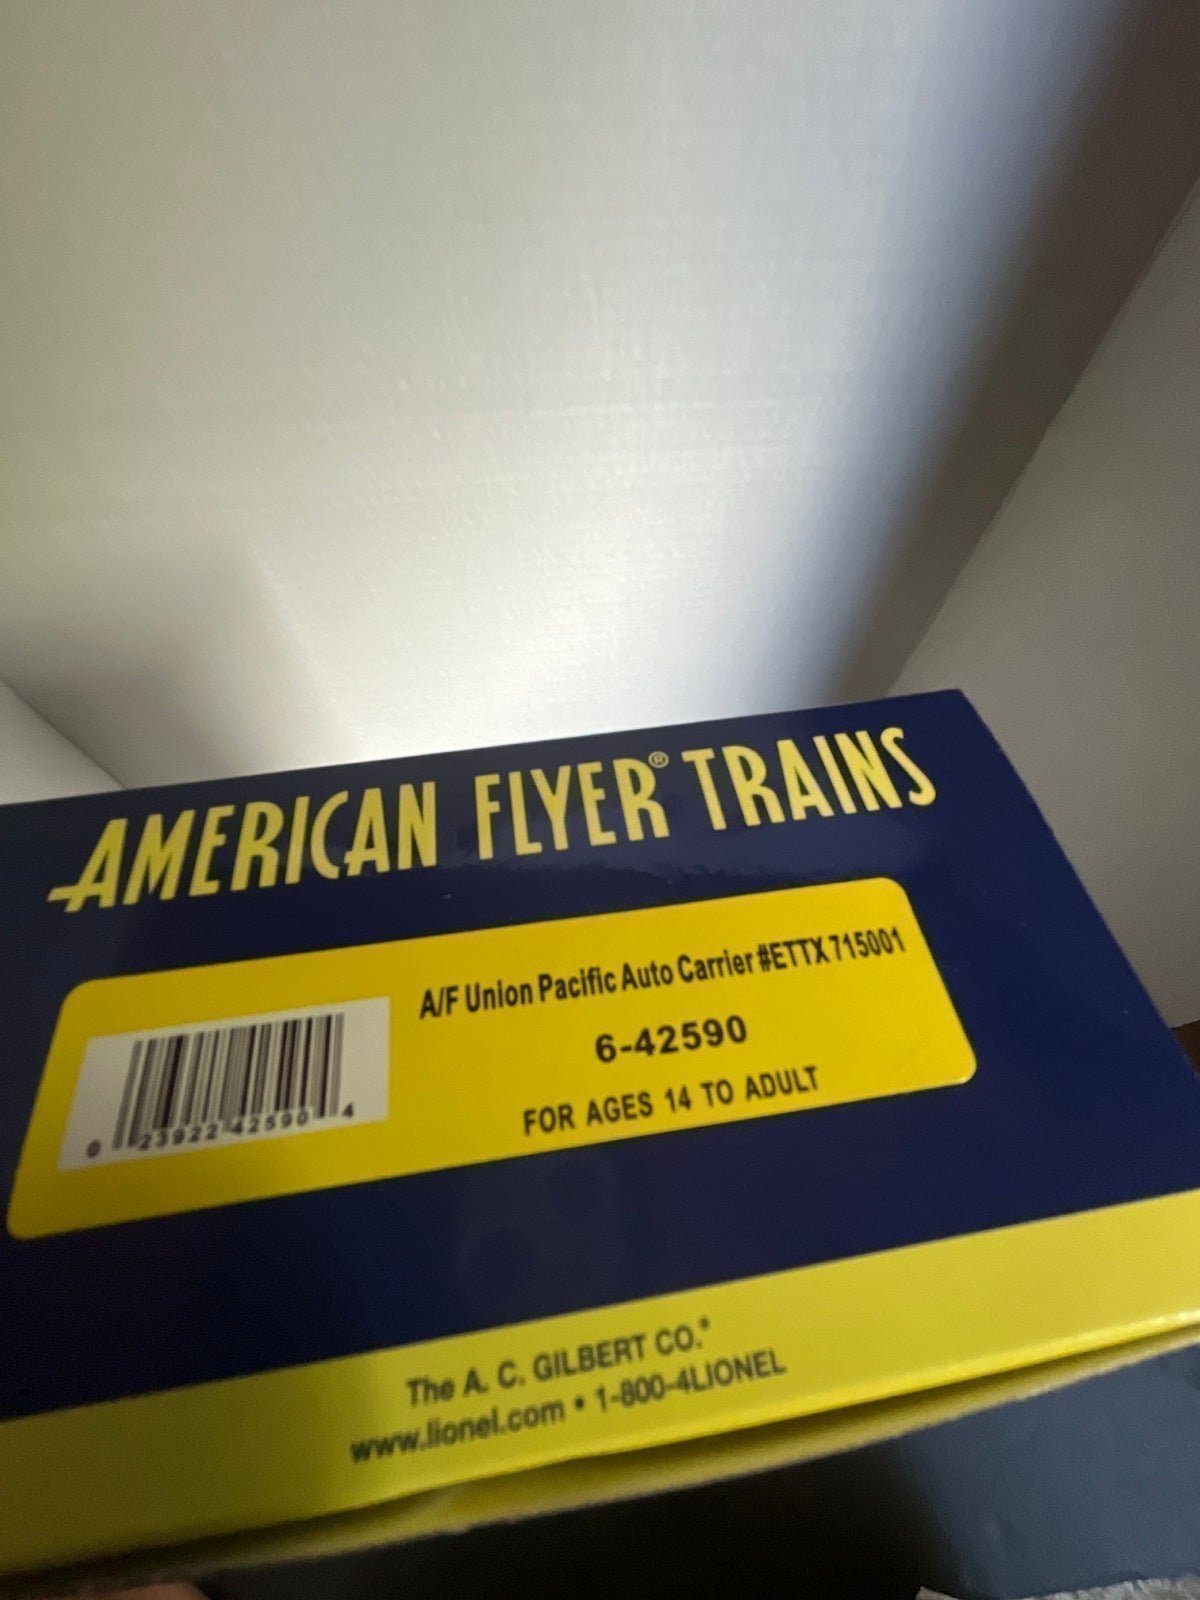 AMERICAN FLYER® TRAINS
A/F Union Pacific Auto Carrier #ETTX 715001
6-42590
FOR AGES 14 TO ADULT
0 23922 42590 4
The A. C. GILBERT CO.®
www.lionel.com • 1-800-4LIONEL